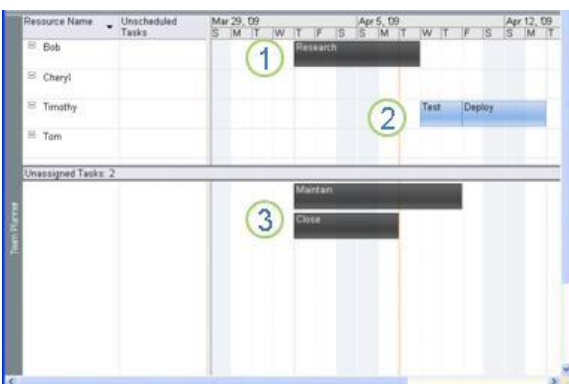 Resource Name Unscheduled Tasks Mar 29, '09 Apr 5, '09 Apr 12, '09
S M T W T F S S M T W T F S S M T
Bob 1 Research
Cheryl
Timothy 2 Test Deploy
Tom
Unassigned Tasks: 2
Maintain
3 Close
Team Planner